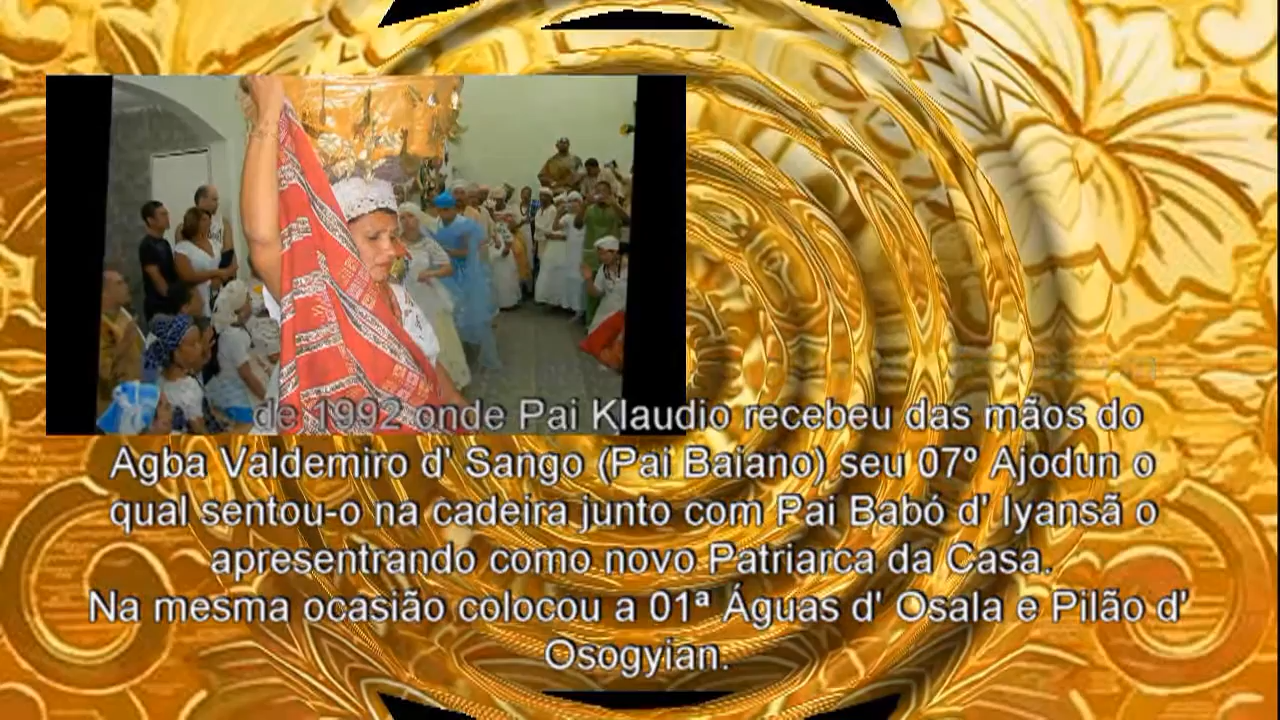 de 1992 onde Pai Klaudio recebeu das mãos do
Agba Valdemiro d' Sango (Pai Baiano) seu 07º Ajodun o
qual sentou-o na cadeira junto com Pai Babó d' Iyansã o
apresentrando como novo Patriarca da Casa.
Na mesma ocasião colocou a 01ª Águas d' Osala e Pilão d'
Osogyian.